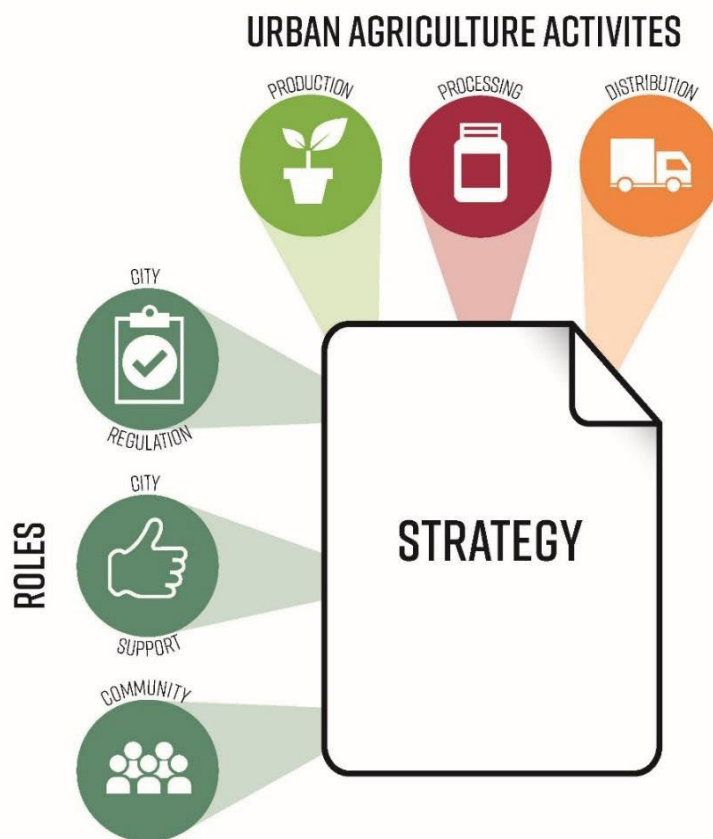 URBAN AGRICULTURE ACTIVITES
PRODUCTION
PROCESSING
DISTRIBUTION
CITY
REGULATION
CITY
SUPPORT
COMMUNITY
ROLES
STRATEGY